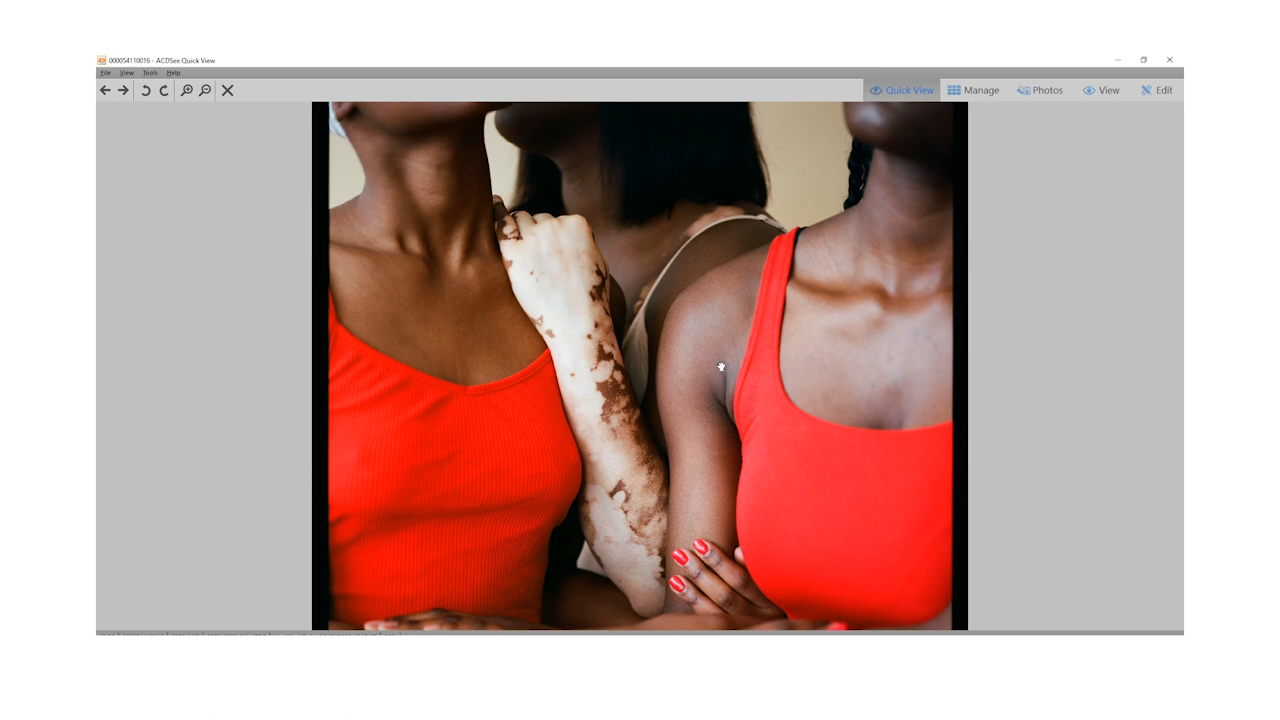 000054110016 - ACDSee Quick View
File View Tools Help
Quick View Manage Photos View Edit